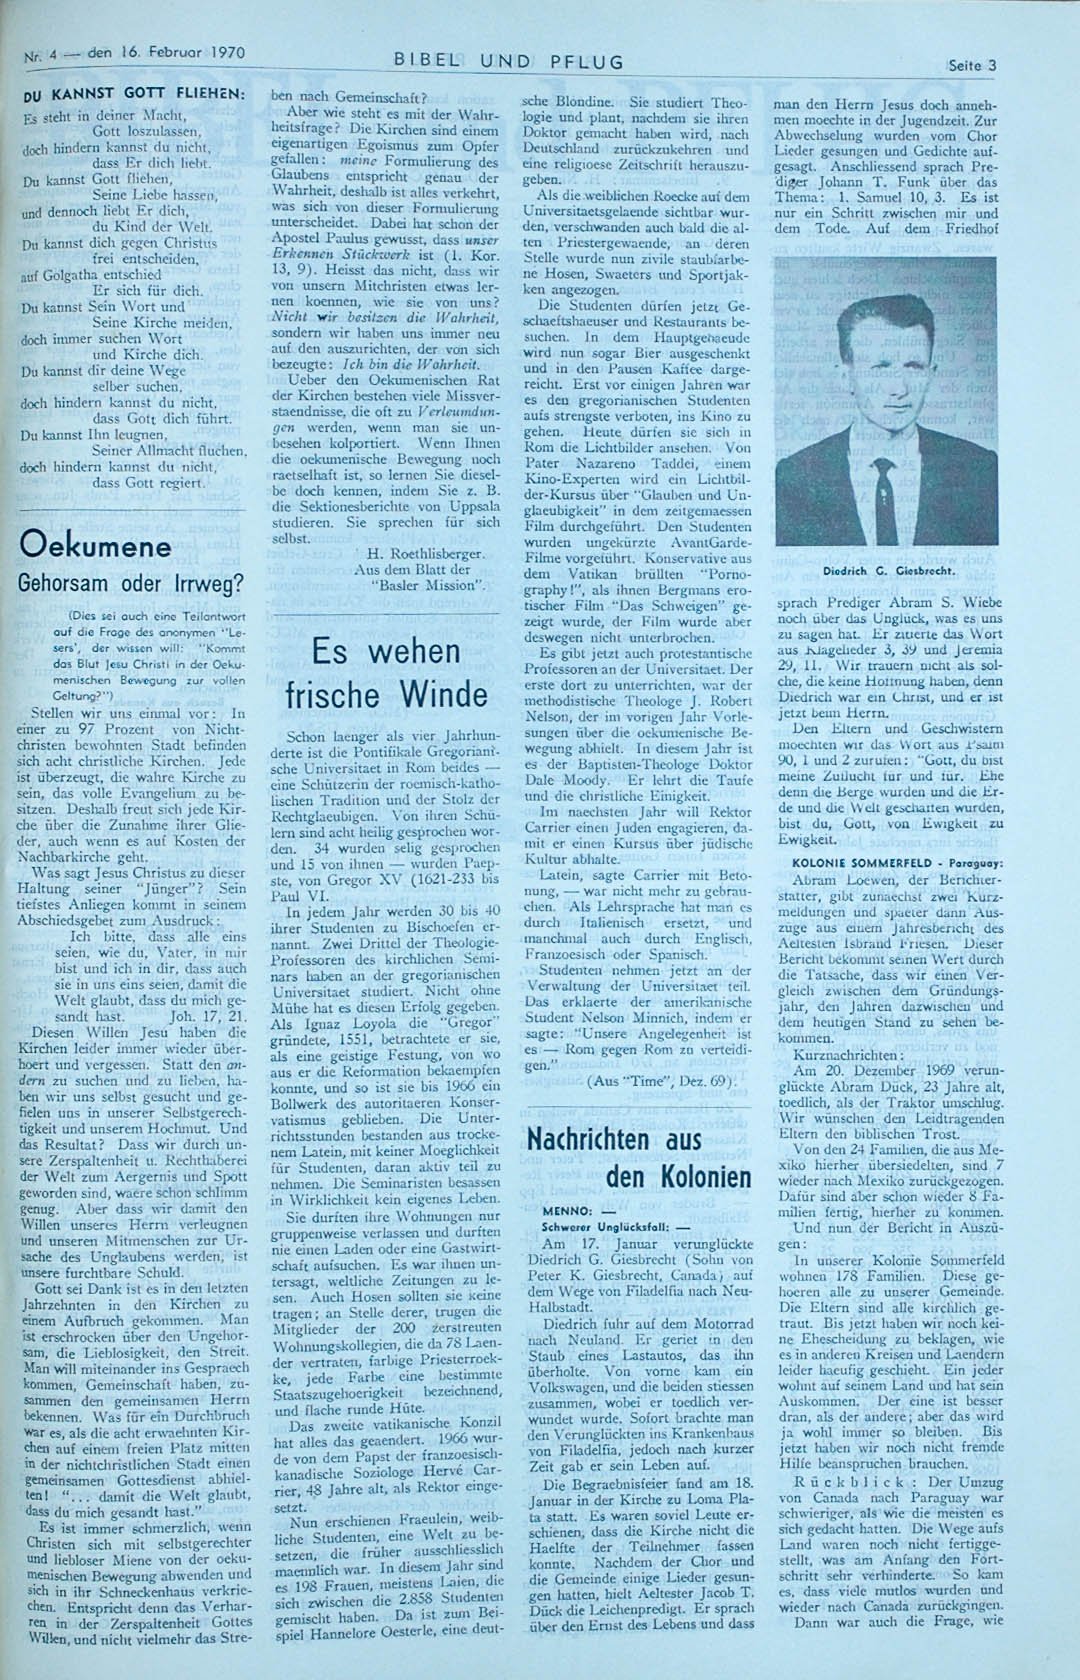 Nr. 4 — den 16. Februar 1970
BIBEL UND PFLUG
Seite 3
DU KANNST GOTT FLIEHEN:
Es steht in deiner Macht,
Gott loszulassen,
doch hindern kannst du nicht,
dass Er dich liebt.
Du kannst Gott fliehen,
Seine Liebe hassen,
und dennoch liebt Er dich,
du Kind der Welt.
Du kannst dich gegen Christus
frei entscheiden,
auf Golgatha entschied
Er sich für dich.
Du kannst Sein Wort und
Seine Kirche meiden,
doch immer suchen Wort
und Kirche dich.
Du kannst dir deine Wege
selber suchen,
doch hindern kannst du nicht,
dass Gott dich führt.
Du kannst Ihn leugnen,
Seiner Allmacht fluchen,
doch hindern kannst du nicht,
dass Gott regiert.
Oekumene
Gehorsam oder Irrweg?
(Dies sei auch eine Teilantwort
auf die Frage des anonymen "Le-
sers', der wissen will: "Kommt
das Blut Jesu Christi in der Oeku-
menischen Bewegung zur vollen
Geltung?")
Stellen wir uns einmal vor: In
einer zu 97 Prozent von Nicht-
christen bewohnten Stadt befinden
sich acht christliche Kirchen. Jede
ist überzeugt, die wahre Kirche zu
sein, das volle Evangelium zu be-
sitzen. Deshalb freut sich jede Kir-
che über die Zunahme ihrer Glie-
der, auch wenn es auf Kosten der
Nachbarkirche geht.
Was sagt Jesus Christus zu dieser
Haltung seiner "Jünger"? Sein
tiefstes Anliegen kommt in seinem
Abschiedsgebet zum Ausdruck:
Ich bitte, dass alle eins
seien, wie du, Vater, in mir
bist und ich in dir, dass auch
sie in uns eins seien, damit die
Welt glaubt, dass du mich ge-
sandt hast. Joh. 17, 21.
Diesen Willen Jesu haben die
Kirchen leider immer wieder über-
hoert und vergessen. Statt den an-
dern zu suchen und zu lieben, ha-
ben wir uns selbst gesucht und ge-
fielen uns in unserer Selbstgerech-
tigkeit und unserem Hochmut. Und
das Resultat? Dass wir durch un-
sere Zerspaltenheit u. Rechthaberei
der Welt zum Aergernis und Spott
geworden sind, waere schon schlimm
genug. Aber dass wir damit den
Willen unseres Herrn verleugnen
und unseren Mitmenschen zur Ur-
sache des Unglaubens werden, ist
unsere furchtbare Schuld.
Gott sei Dank ist es in den letzten
Jahrzehnten in den Kirchen zu
einem Aufbruch gekommen. Man
ist erschrocken über den Ungehor-
sam, die Lieblosigkeit, den Streit.
Man will miteinander ins Gespraech
kommen, Gemeinschaft haben, zu-
sammen den gemeinsamen Herrn
bekennen. Was für ein Durchbruch
war es, als die acht erwaehnten Kir-
chen auf einem freien Platz mitten
in der nichtchristlichen Stadt einen
gemeinsamen Gottesdienst abhiel-
ten! "... damit die Welt glaubt,
dass du mich gesandt hast."
Es ist immer schmerzlich, wenn
Christen sich mit selbstgerechter
und liebloser Miene von der oeku-
menischen Bewegung abwenden und
sich in ihr Schneckenhaus verkrie-
chen. Entspricht denn das Verhar-
ren in der Zerspaltenheit Gottes
Willen, und nicht vielmehr das Stre-
ben nach Gemeinschaft?
Aber wie steht es mit der Wahr-
heitsfrage? Die Kirchen sind einem
eigenartigen Egoismus zum Opfer
gefallen: meine Formulierung des
Glaubens entspricht genau der
Wahrheit, deshalb ist alles verkehrt,
was sich von dieser Formulierung
unterscheidet. Dabei hat schon der
Apostel Paulus gewusst, dass unser
Erkennen Stückwerk ist (1. Kor.
13, 9). Heisst das nicht, dass wir
von unsern Mitchristen etwas ler-
nen koennen, wie sie von uns?
Nicht wir besitzen die Wahrheit,
sondern wir haben uns immer neu
auf den auszurichten, der von sich
bezeugte: Ich bin die Wahrheit.
Ueber den Oekumenischen Rat
der Kirchen bestehen viele Missver-
staendnisse, die oft zu Verleumdun-
gen werden, wenn man sie un-
besehen kolportiert. Wenn Ihnen
die oekumenische Bewegung noch
raetselhaft ist, so lernen Sie diesel-
be doch kennen, indem Sie z. B.
die Sektionesberichte von Uppsala
studieren. Sie sprechen für sich
selbst.
H. Roethlisberger.
Aus dem Blatt der
"Basler Mission".
Es wehen
frische Winde
Schon laenger als vier Jahrhun-
derte ist die Pontifikale Gregoriani-
sche Universitaet in Rom beides —
eine Schützerin der roemisch-katho-
lischen Tradition und der Stolz der
Rechtglaeubigen. Von ihren Schü-
lern sind acht heilig gesprochen wor-
den. 34 wurden selig gesprochen
und 15 von ihnen — wurden Paep-
ste, von Gregor XV (1621-233 bis
Paul VI.
In jedem Jahr werden 30 bis 40
ihrer Studenten zu Bischoefen er-
nannt. Zwei Drittel der Theologie-
Professoren des kirchlichen Semi-
nars haben an der gregorianischen
Universitaet studiert. Nicht ohne
Mühe hat es diesen Erfolg gegeben.
Als Ignaz Loyola die "Gregor"
gründete, 1551, betrachtete er sie,
als eine geistige Festung, von wo
aus er die Reformation bekaempfen
konnte, und so ist sie bis 1966 ein
Bollwerk des autoritaeren Konser-
vatismus geblieben. Die Unter-
richtsstunden bestanden aus trocke-
nem Latein, mit keiner Moeglichkeit
für Studenten, daran aktiv teil zu
nehmen. Die Seminaristen besassen
in Wirklichkeit kein eigenes Leben.
Sie durften ihre Wohnungen nur
gruppenweise verlassen und durften
nie einen Laden oder eine Gastwirt-
schaft aufsuchen. Es war ihnen un-
tersagt, weltliche Zeitungen zu le-
sen. Auch Hosen sollten sie keine
tragen; an Stelle derer, trugen die
Mitglieder der 200 zerstreuten
Wohnungskollegien, die da 78 Laen-
der vertraten, farbige Priesterroek-
ke, jede Farbe eine bestimmte
Staatszugehoerigkeit bezeichnend,
und flache runde Hüte.
Das zweite vatikanische Konzil
hat alles das geaendert. 1966 wur-
de von dem Papst der franzoesisch-
kanadische Soziologe Hervé Car-
rier, 48 Jahre alt, als Rektor einge-
setzt.
Nun erschienen Fraeulein, weib-
liche Studenten, eine Welt zu be-
setzen, die früher ausschliesslich
maennlich war. In diesem Jahr sind
es 198 Frauen, meistens Laien, die
sich zwischen die 2.858 Studenten
gemischt haben. Da ist zum Bei-
spiel Hannelore Oesterle, eine deut-
sche Blondine. Sie studiert Theo-
logie und plant, nachdem sie ihren
Doktor gemacht haben wird, nach
Deutschland zurückzukehren und
eine religioese Zeitschrift herauszu-
geben.
Als die weiblichen Roecke auf dem
Universitaetsgelaende sichtbar wur-
den, verschwanden auch bald die al-
ten Priestergewaende, an deren
Stelle wurde nun zivile staubfarbe-
ne Hosen, Swaeters und Sportjak-
ken angezogen.
Die Studenten dürfen jetzt Ge-
schaeftshaeuser und Restaurants be-
suchen. In dem Hauptgebaeude
wird nun sogar Bier ausgeschenkt
und in den Pausen Kaffee darge-
reicht. Erst vor einigen Jahren war
es den gregorianischen Studenten
aufs strengste verboten, ins Kino zu
gehen. Heute dürfen sie sich in
Rom die Lichtbilder ansehen. Von
Pater Nazareno Taddei, einem
Kino-Experten wird ein Lichtbil-
der-Kursus über "Glauben und Un-
glaeubigkeit" in dem zeitgemaessen
Film durchgeführt. Den Studenten
wurden ungekürzte AvantGarde-
Filme vorgeführt. Konservative aus
dem Vatikan brüllten "Porno-
graphy!", als ihnen Bergmans ero-
tischer Film "Das Schweigen" ge-
zeigt wurde, der Film wurde aber
deswegen nicht unterbrochen.
Es gibt jetzt auch protestantische
Professoren an der Universitaet. Der
erste dort zu unterrichten, war der
methodistische Theologe J. Robert
Nelson, der im vorigen Jahr Vorle-
sungen über die oekumenische Be-
wegung abhielt. In diesem Jahr ist
es der Baptisten-Theologe Doktor
Dale Moody. Er lehrt die Taufe
und die christliche Einigkeit.
Im naechsten Jahr will Rektor
Carrier einen Juden engagieren, da-
mit er einen Kursus über jüdische
Kultur abhalte.
Latein, sagte Carrier mit Beto-
nung, — war nicht mehr zu gebrau-
chen. Als Lehrsprache hat man es
durch Italienisch ersetzt, und
manchmal auch durch Englisch,
Franzoesisch oder Spanisch.
Studenten nehmen jetzt an der
Verwaltung der Universitaet teil.
Das erklaerte der amerikanische
Student Nelson Minnich, indem er
sagte: "Unsere Angelegenheit ist
es — Rom gegen Rom zu verteidi-
gen."
(Aus "Time", Dez. 69).
Nachrichten aus
den Kolonien
MENNO: —
Schwerer Unglücksfall: —
Am 17. Januar verunglückte
Diedrich G. Giesbrecht (Sohn von
Peter K. Giesbrecht, Canada) auf
dem Wege von Filadelfia nach Neu-
Halbstadt.
Diedrich fuhr auf dem Motorrad
nach Neuland. Er geriet in den
Staub eines Lastautos, das ihn
überholte. Von vorne kam ein
Volkswagen, und die beiden stiessen
zusammen, wobei er toedlich ver-
wundet wurde. Sofort brachte man
den Verunglückten ins Krankenhaus
von Filadelfia, jedoch nach kurzer
Zeit gab er sein Leben auf.
Die Begraebnisfeier fand am 18.
Januar in der Kirche zu Loma Pla-
ta statt. Es waren soviel Leute er-
schienen, dass die Kirche nicht die
Haelfte der Teilnehmer fassen
konnte. Nachdem der Chor und
die Gemeinde einige Lieder gesun-
gen hatten, hielt Aeltester Jacob T.
Dück die Leichenpredigt. Er sprach
über den Ernst des Lebens und dass
man den Herrn Jesus doch anneh-
men moechte in der Jugendzeit. Zur
Abwechselung wurden vom Chor
Lieder gesungen und Gedichte auf-
gesagt. Anschliessend sprach Pre-
diger Johann T. Funk über das
Thema: 1. Samuel 10, 3. Es ist
nur ein Schritt zwischen mir und
dem Tode. Auf dem Friedhof
Diedrich G. Giesbrecht.
sprach Prediger Abram S. Wiebe
noch über das Unglück, was es uns
zu sagen hat. Er zitierte das Wort
aus Klagelieder 3, 39 und Jeremia
29, 11. Wir trauern nicht als sol-
che, die keine Hoffnung haben, denn
Diedrich war ein Christ, und er ist
jetzt beim Herrn.
Den Eltern und Geschwistern
moechten wir das Wort aus Psalm
90, 1 und 2 zurufen: "Gott, du bist
meine Zuflucht für und für. Ehe
denn die Berge wurden und die Er-
de und die Welt geschaffen wurden,
bist du, Gott, von Ewigkeit zu
Ewigkeit.
KOLONIE SOMMERFELD - Paraguay:
Abram Loewen, der Berichter-
statter, gibt zunaechst zwei Kurz-
meldungen und spaeter dann Aus-
züge aus einem Jahresbericht des
Aeltesten Isbrand Friesen. Dieser
Bericht bekommt seinen Wert durch
die Tatsache, dass wir einen Ver-
gleich zwischen dem Gründungs-
jahr, den Jahren dazwischen und
dem heutigen Stand zu sehen be-
kommen.
Kurznachrichten:
Am 20. Dezember 1969 verun-
glückte Abram Dück, 23 Jahre alt,
toedlich, als der Traktor umschlug.
Wir wünschen den Leidtragenden
Eltern den biblischen Trost.
Von den 24 Familien, die aus Me-
xiko hierher übersiedelten, sind 7
wieder nach Mexiko zurückgezogen.
Dafür sind aber schon wieder 8 Fa-
milien fertig, hierher zu kommen.
Und nun der Bericht in Auszü-
gen:
In unserer Kolonie Sommerfeld
wohnen 178 Familien. Diese ge-
hoeren alle zu unserer Gemeinde.
Die Eltern sind alle kirchlich ge-
traut. Bis jetzt haben wir noch kei-
ne Ehescheidung zu beklagen, wie
es in anderen Kreisen und Laendern
leider haeufig geschieht. Ein jeder
wohnt auf seinem Land und hat sein
Auskommen. Der eine ist besser
dran, als der andere; aber das wird
ja wohl immer so bleiben. Bis
jetzt haben wir noch nicht fremde
Hilfe beanspruchen brauchen.
Rückblick: Der Umzug
von Canada nach Paraguay war
schwieriger, als wie die meisten es
sich gedacht hatten. Die Wege aufs
Land waren noch nicht fertigge-
stellt, was am Anfang den Fort-
schritt sehr verhinderte. So kam
es, dass viele mutlos wurden und
wieder nach Canada zurückgingen.
Dann war auch die Frage, wie